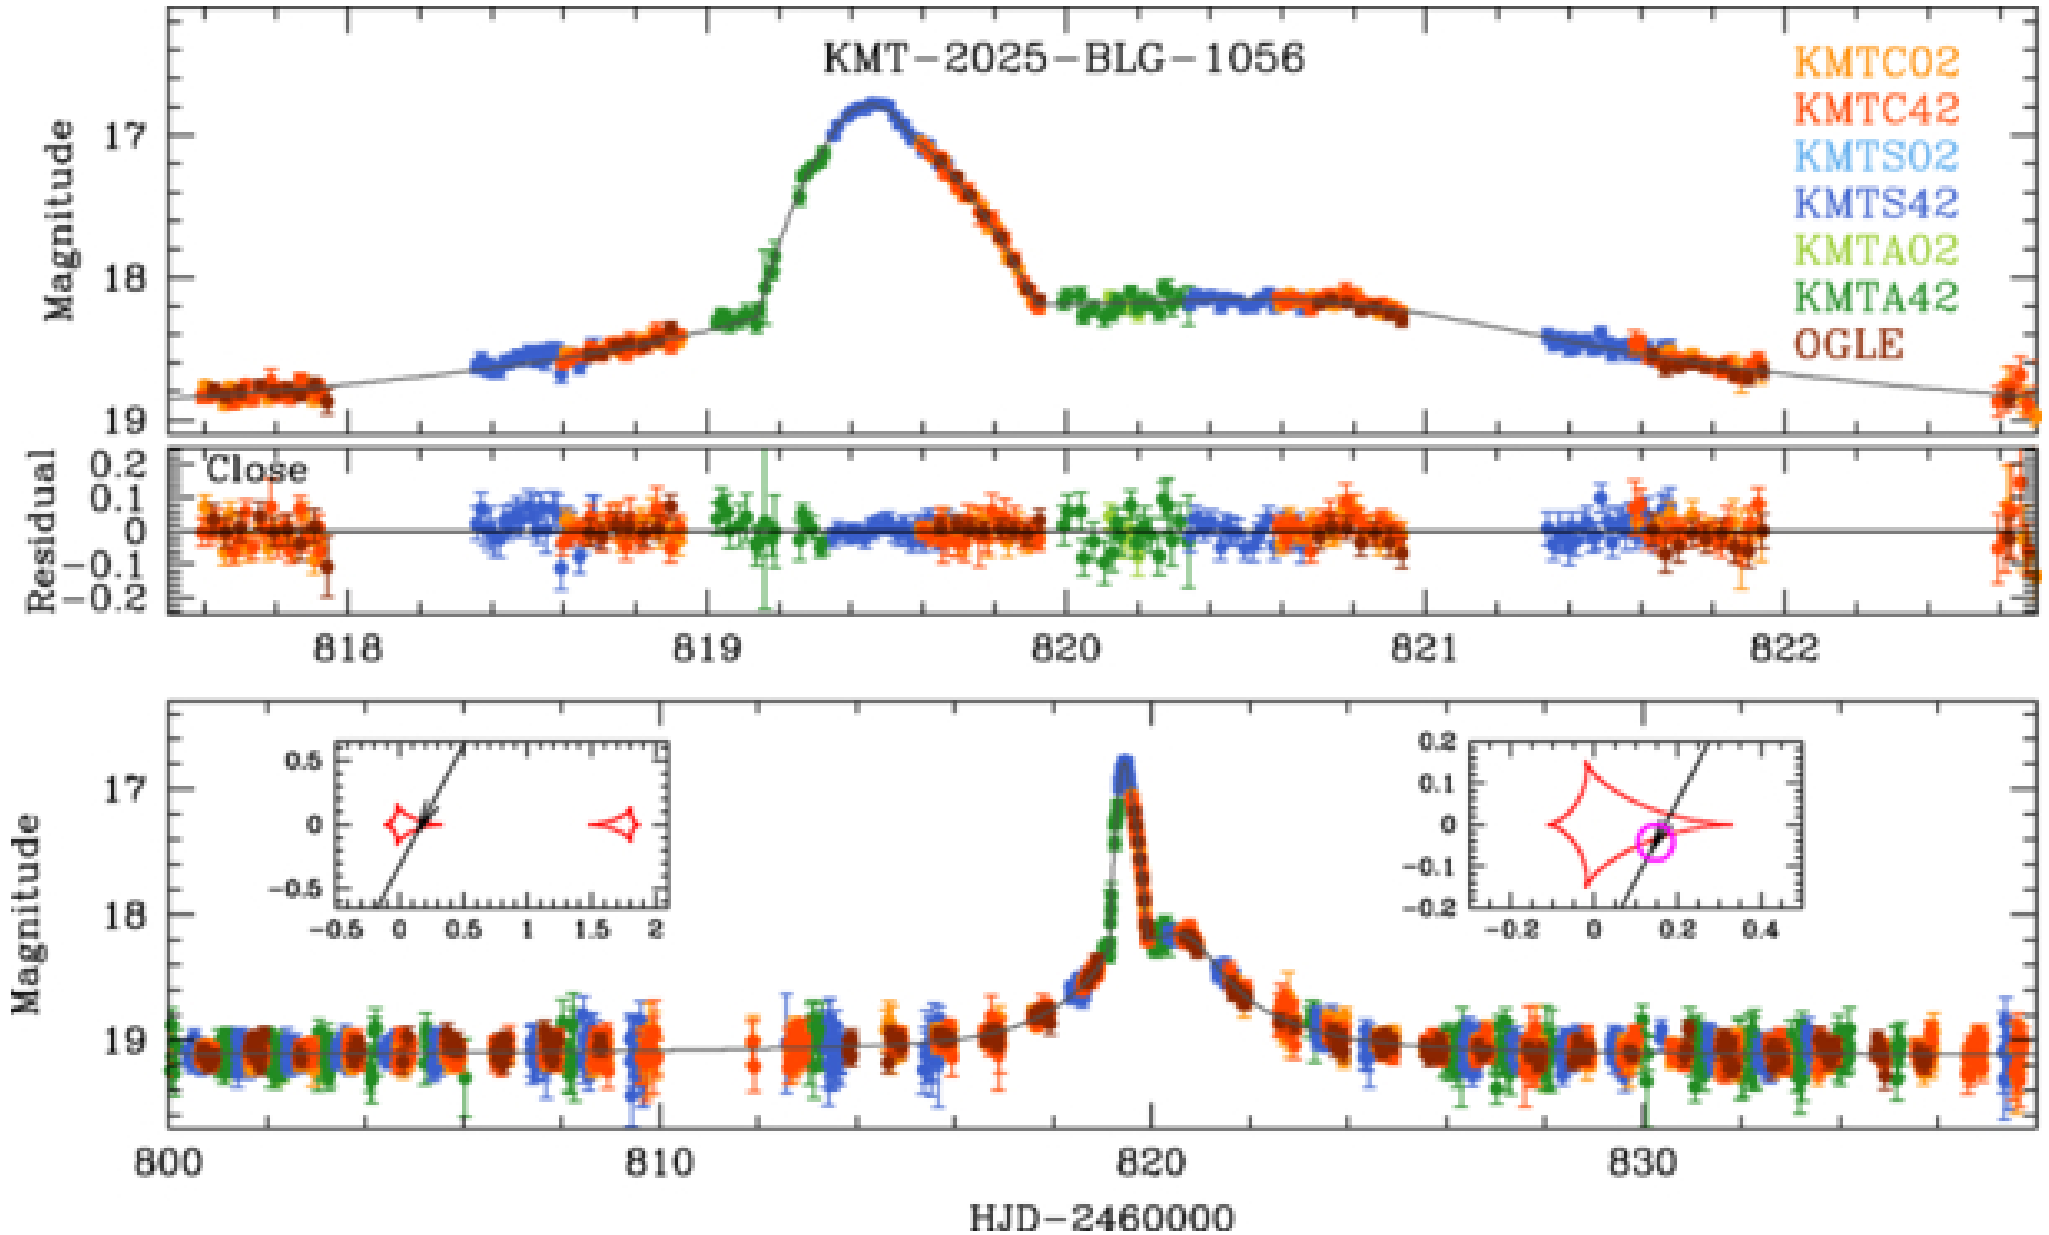 KMT-2025-BLG-1056
KMTC02
KMTC42
KMTS02
KMTS42
KMTA02
KMTA42
OGLE
Magnitude
17
18
19
Close
Residual
0.2
0.1
0
-0.1
-0.2
818 819 820 821 822
Magnitude
17
18
19
0.5
0
-0.5
-0.5 0 0.5 1 1.5 2
0.2
0.1
0
-0.1
-0.2
-0.2 0 0.2 0.4
800 810 820 830
HJD-2460000